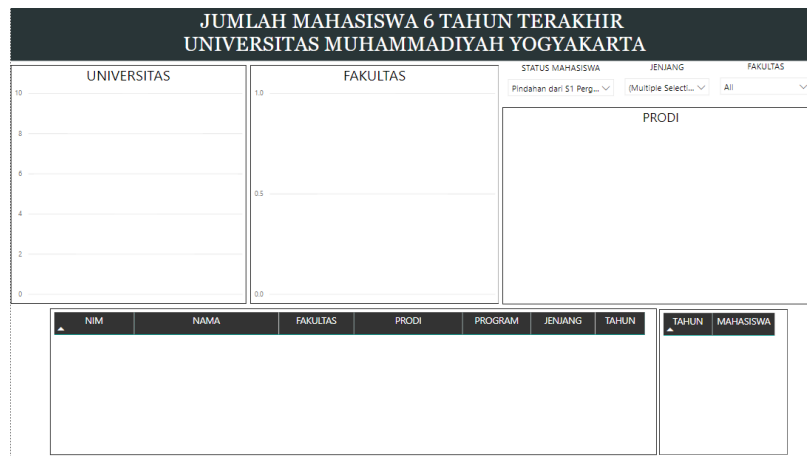 JUMLAH MAHASISWA 6 TAHUN TERAKHIR
UNIVERSITAS MUHAMMADIYAH YOGYAKARTA
UNIVERSITAS
10
8
6
4
2
0
FAKULTAS
1.0
0.5
0.0
STATUS MAHASISWA
Pindahan dari S1 Perg...
JENJANG
(Multiple Selecti...
FAKULTAS
All
PRODI
NIM NAMA FAKULTAS PRODI PROGRAM JENJANG TAHUN
TAHUN MAHASISWA